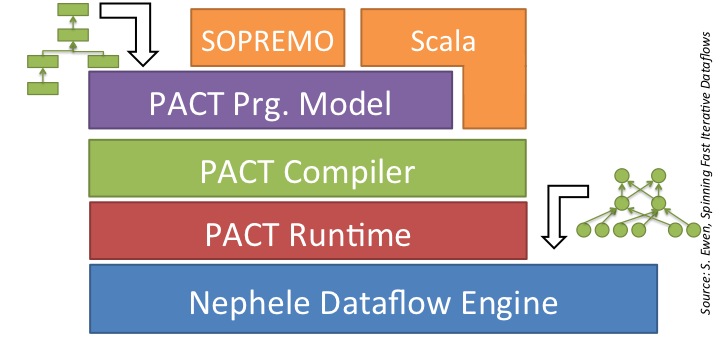 SOPREMO
Scala
PACT Prg. Model
PACT Compiler
PACT Runtime
Nephele Dataflow Engine
Source: S. Ewen, Spinning Fast Iterative Dataflows